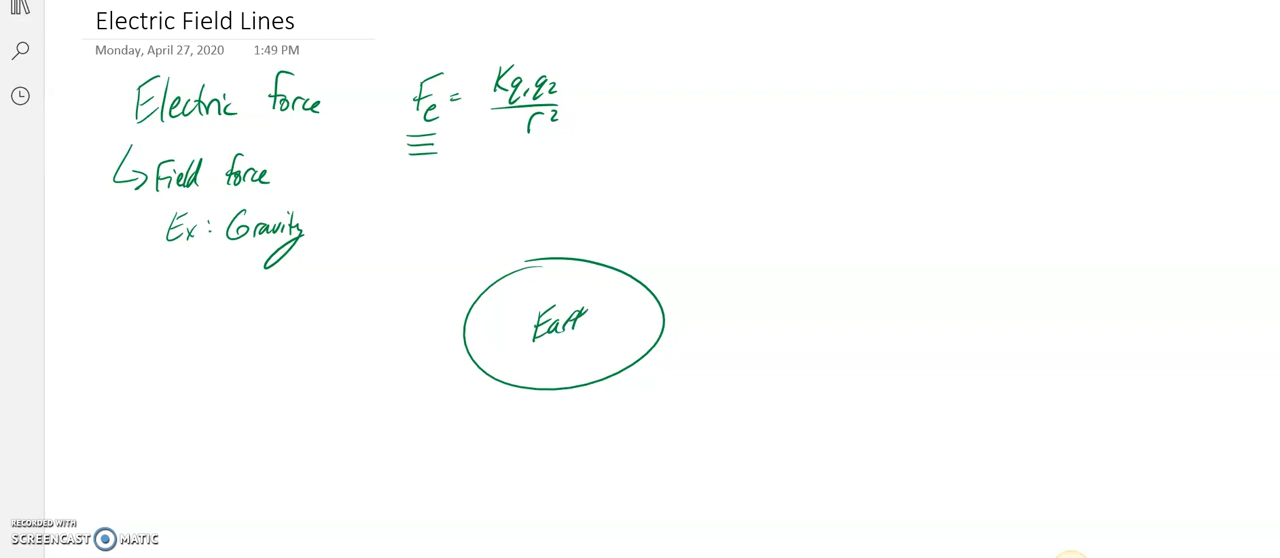 Electric Field Lines
Monday, April 27, 2020 1:49 PM
Electric force Fe = Kq1q2/r²
↳ Field force
Ex: Gravity
Earth
RECORDED WITH
SCREENCAST MATIC